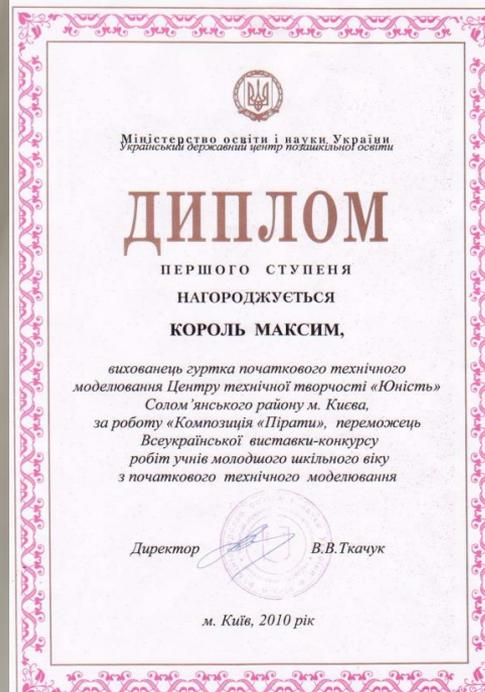 Міністерство освіти і науки України
Український державний центр позашкільної освіти
ДИПЛОМ
ПЕРШОГО СТУПЕНЯ
НАГОРОДЖУЄТЬСЯ
КОРОЛЬ МАКСИМ,
вихованець гуртка початкового технічного
моделювання Центру технічної творчості «Юність»
Солом’янського району м. Києва,
за роботу «Композиція «Пірати», переможець
Всеукраїнської виставки-конкурсу
робіт учнів молодшого шкільного віку
з початкового технічного моделювання
Директор В.В.Ткачук
м. Київ, 2010 рік